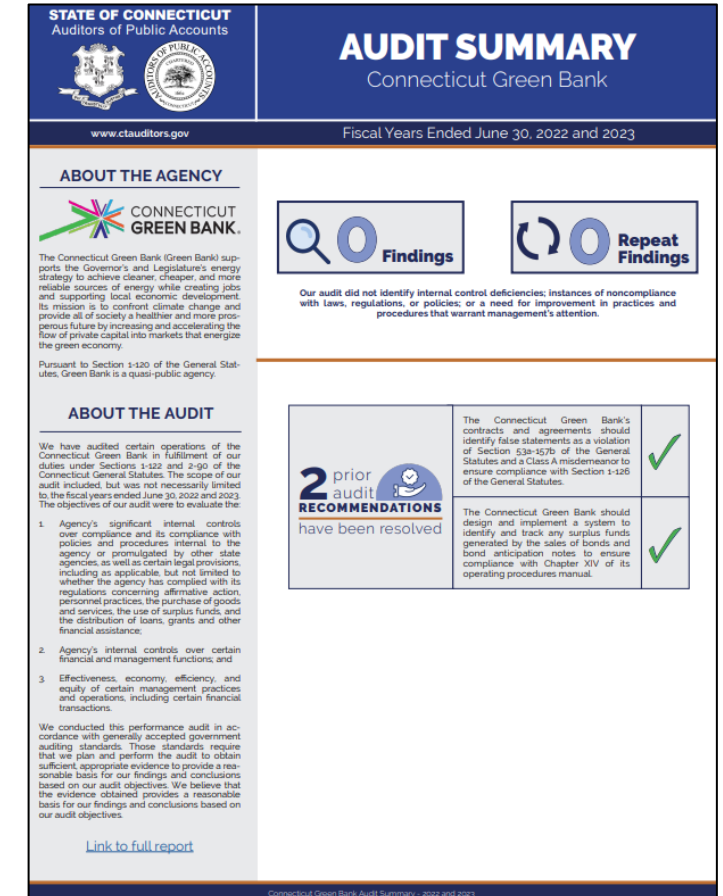 STATE OF CONNECTICUT
Auditors of Public Accounts
AUDITORS OF PUBLIC ACCOUNTS
CHARTERED
CONNECTICUT
AUDIT SUMMARY
Connecticut Green Bank
www.ctauditors.gov
Fiscal Years Ended June 30, 2022 and 2023
ABOUT THE AGENCY
CONNECTICUT
GREEN BANK.
The Connecticut Green Bank (Green Bank) sup-
ports the Governor's and Legislature's energy
strategy to achieve cleaner, cheaper, and more
reliable sources of energy while creating jobs
and supporting local economic development.
Its mission is to confront climate change and
provide all of society a healthier and more pros-
perous future by increasing and accelerating the
flow of private capital into markets that energize
the green economy.
Pursuant to Section 1-120 of the General Stat-
utes, Green Bank is a quasi-public agency.
ABOUT THE AUDIT
We have audited certain operations of the
Connecticut Green Bank in fulfillment of our
duties under Sections 1-122 and 2-90 of the
Connecticut General Statutes. The scope of our
audit included, but was not necessarily limited
to, the fiscal years ended June 30, 2022 and 2023.
The objectives of our audit were to evaluate the:
1. Agency's significant internal controls
over compliance and its compliance with
policies and procedures internal to the
agency or promulgated by other state
agencies, as well as certain legal provisions,
including as applicable, but not limited to
whether the agency has complied with its
regulations concerning affirmative action,
personnel practices, the purchase of goods
and services, the use of surplus funds, and
the distribution of loans, grants and other
financial assistance;
2. Agency's internal controls over certain
financial and management functions; and
3. Effectiveness, economy, efficiency, and
equity of certain management practices
and operations, including certain financial
transactions.
We conducted this performance audit in ac-
cordance with generally accepted government
auditing standards. Those standards require
that we plan and perform the audit to obtain
sufficient, appropriate evidence to provide a rea-
sonable basis for our findings and conclusions
based on our audit objectives. We believe that
the evidence obtained provides a reasonable
basis for our findings and conclusions based on
our audit objectives.
Link to full report
0 Findings
0 Repeat
Findings
Our audit did not identify internal control deficiencies; instances of noncompliance
with laws, regulations, or policies; or a need for improvement in practices and
procedures that warrant management's attention.
2 prior
audit
RECOMMENDATIONS
have been resolved
The Connecticut Green Bank's
contracts and agreements should
identify false statements as a violation
of Section 53a-157b of the General
Statutes and a Class A misdemeanor to
ensure compliance with Section 1-126
of the General Statutes.
The Connecticut Green Bank should
design and implement a system to
identify and track any surplus funds
generated by the sales of bonds and
bond anticipation notes to ensure
compliance with Chapter XIV of its
operating procedures manual.
Connecticut Green Bank Audit Summary - 2022 and 2023